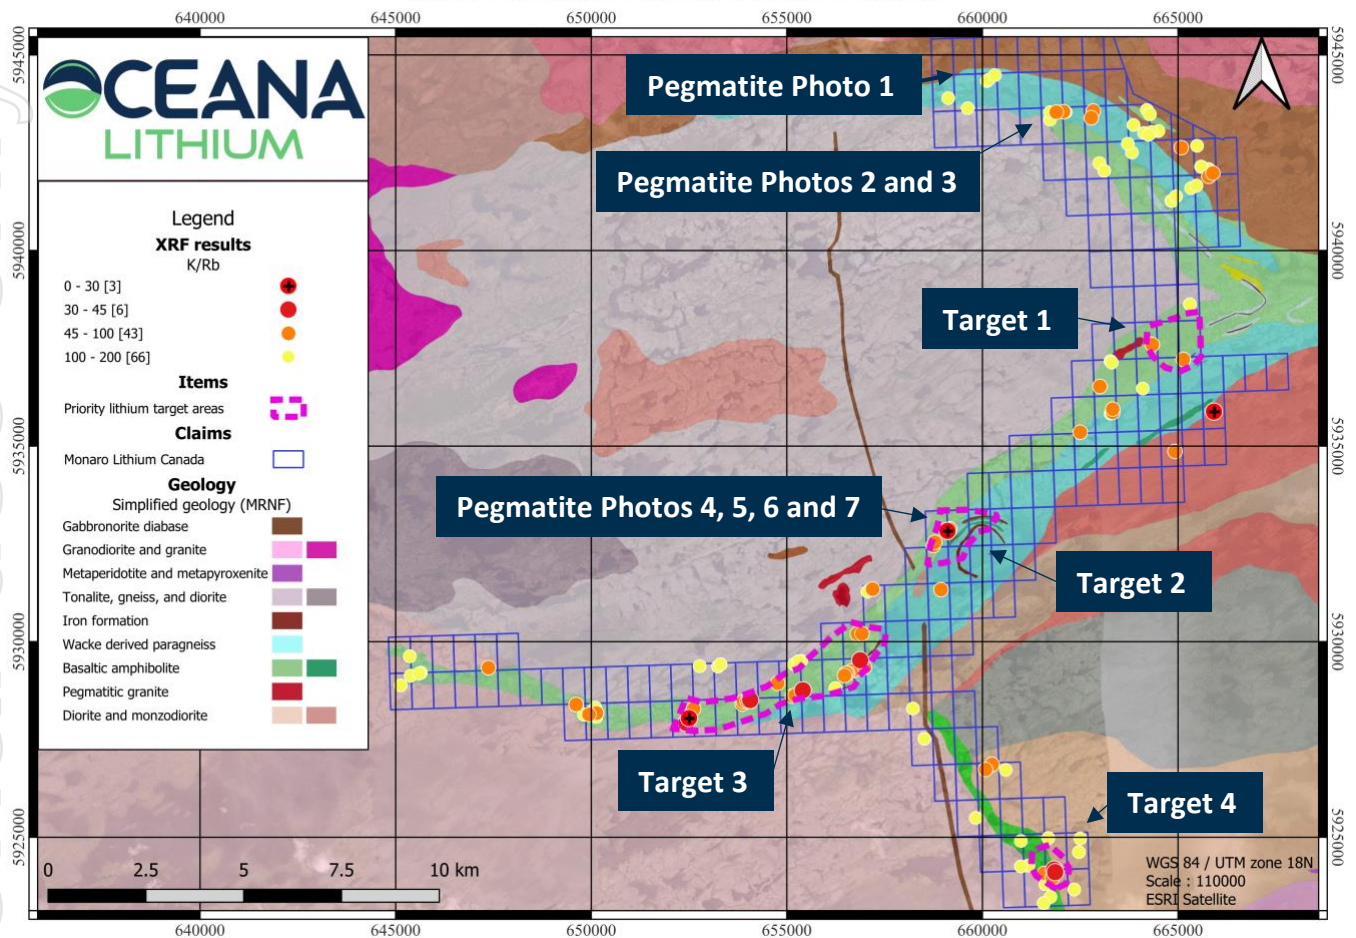 640000 645000 650000 655000 660000 665000
5945000
5940000
5935000
5930000
5925000
OCEANA
LITHIUM
Legend
XRF results
K/Rb
0 - 30 [3]
30 - 45 [6]
45 - 100 [43]
100 - 200 [66]
Items
Priority lithium target areas
Claims
Monaro Lithium Canada
Geology
Simplified geology (MRNF)
Gabbronorite diabase
Granodiorite and granite
Metaperidotite and metapyroxenite
Tonalite, gneiss, and diorite
Iron formation
Wacke derived paragneiss
Basaltic amphibolite
Pegmatitic granite
Diorite and monzodiorite
Pegmatite Photo 1
Pegmatite Photos 2 and 3
Target 1
Pegmatite Photos 4, 5, 6 and 7
Target 2
Target 3
Target 4
0 2.5 5 7.5 10 km
WGS 84 / UTM zone 18N
Scale : 110000
ESRI Satellite
5945000
5940000
5935000
5930000
5925000
640000 645000 650000 655000 660000 665000